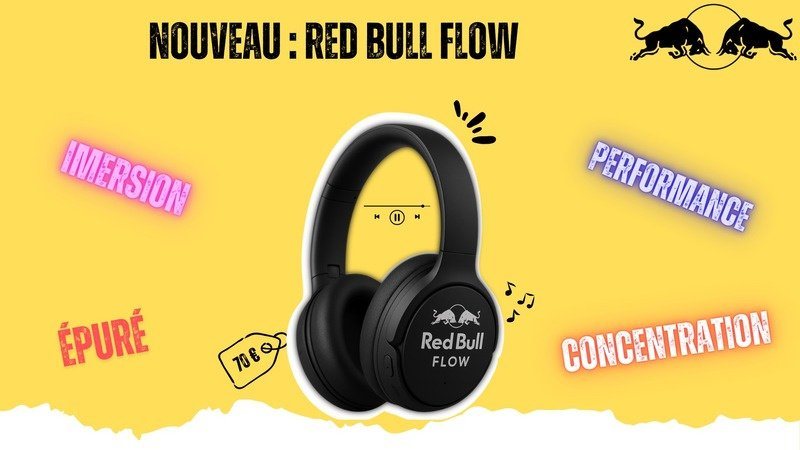 NOUVEAU : RED BULL FLOW
IMERSION
PERFORMANCE
ÉPURÉ
70 €
Red Bull
FLOW
CONCENTRATION